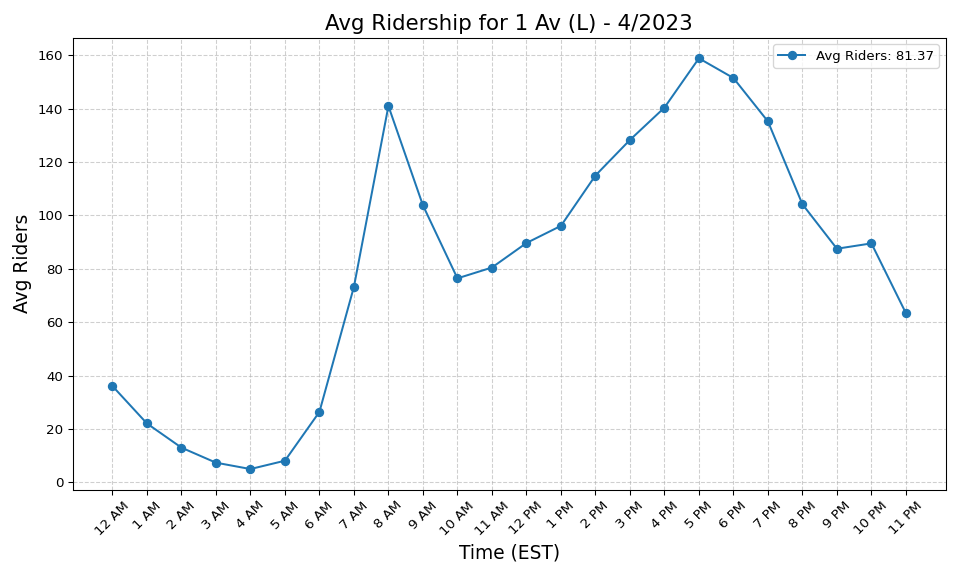 Avg Ridership for 1 Av (L) - 4/2023
Avg Riders: 81.37
Avg Riders
160
140
120
100
80
60
40
20
0
12 AM
1 AM
2 AM
3 AM
4 AM
5 AM
6 AM
7 AM
8 AM
9 AM
10 AM
11 AM
12 PM
1 PM
2 PM
3 PM
4 PM
5 PM
6 PM
7 PM
8 PM
9 PM
10 PM
11 PM
Time (EST)